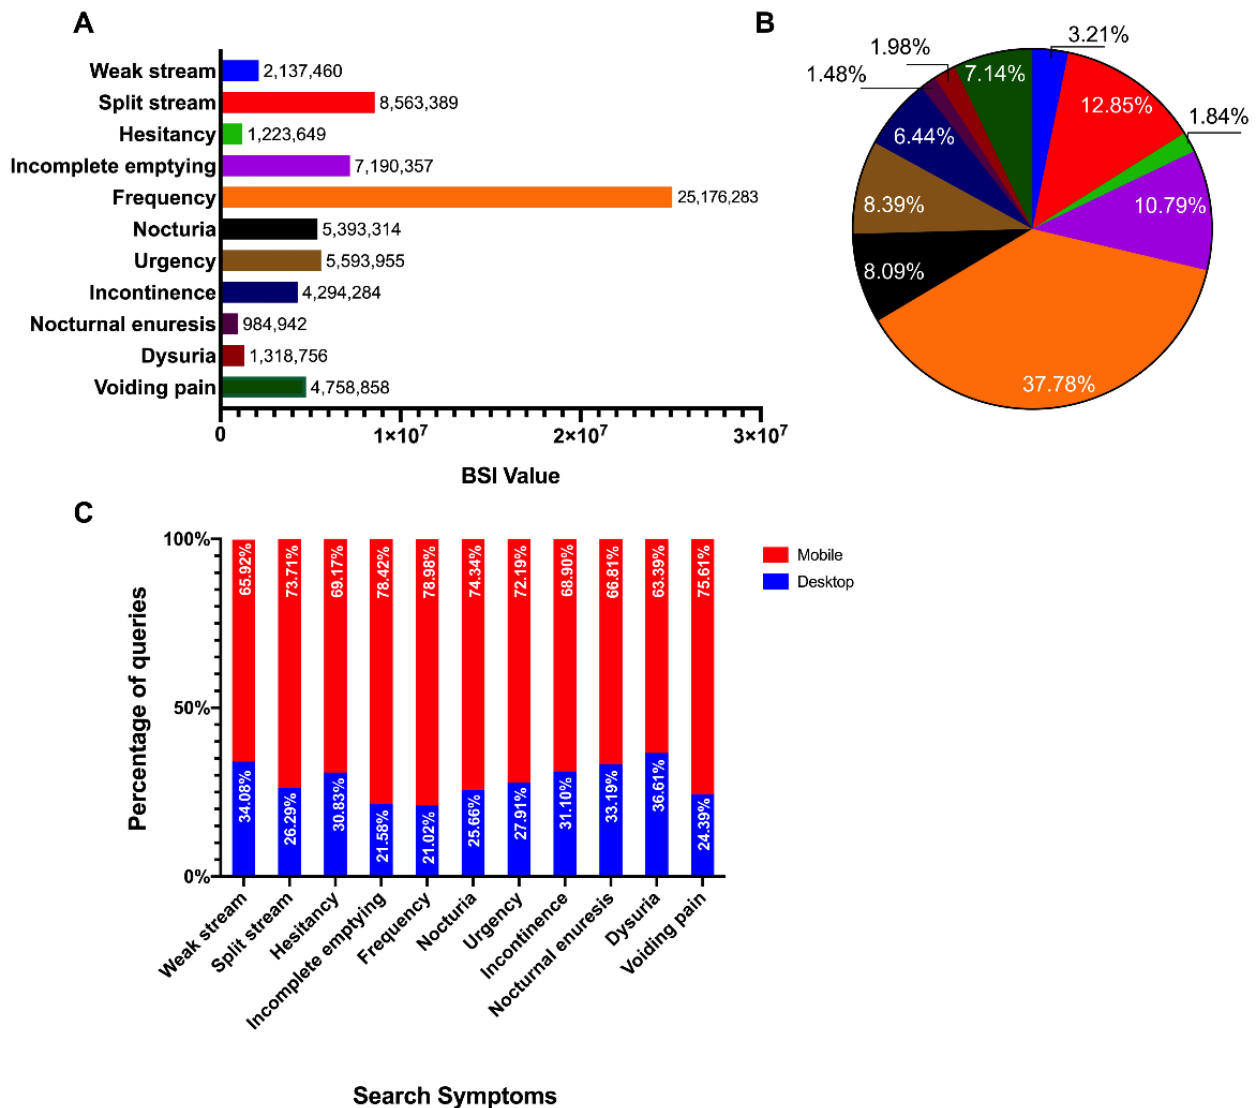 A
Weak stream 2,137,460
Split stream 8,563,389
Hesitancy 1,223,649
Incomplete emptying 7,190,357
Frequency 25,176,283
Nocturia 5,393,314
Urgency 5,593,955
Incontinence 4,294,284
Nocturnal enuresis 984,942
Dysuria 1,318,756
Voiding pain 4,758,858
0 1×10⁷ 2×10⁷ 3×10⁷
BSI Value
B
3.21%
12.85%
1.84%
10.79%
37.78%
8.09%
8.39%
6.44%
1.48%
1.98%
7.14%
C
Percentage of queries
100%
50%
0%
65.92% 73.71% 69.17% 78.42% 78.98% 74.34% 72.19% 68.90% 66.81% 63.39% 75.61%
34.08% 26.29% 30.83% 21.58% 21.02% 25.66% 27.91% 31.10% 33.19% 36.61% 24.39%
Weak stream
Split stream
Hesitancy
Incomplete emptying
Frequency
Nocturia
Urgency
Incontinence
Nocturnal enuresis
Dysuria
Voiding pain
Search Symptoms
Mobile
Desktop